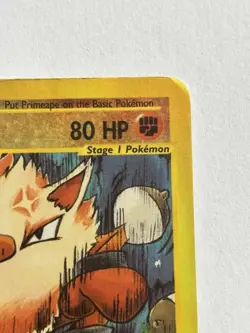 Put Primeape on the Basic Pokémon
80 HP
Stage 1 Pokémon